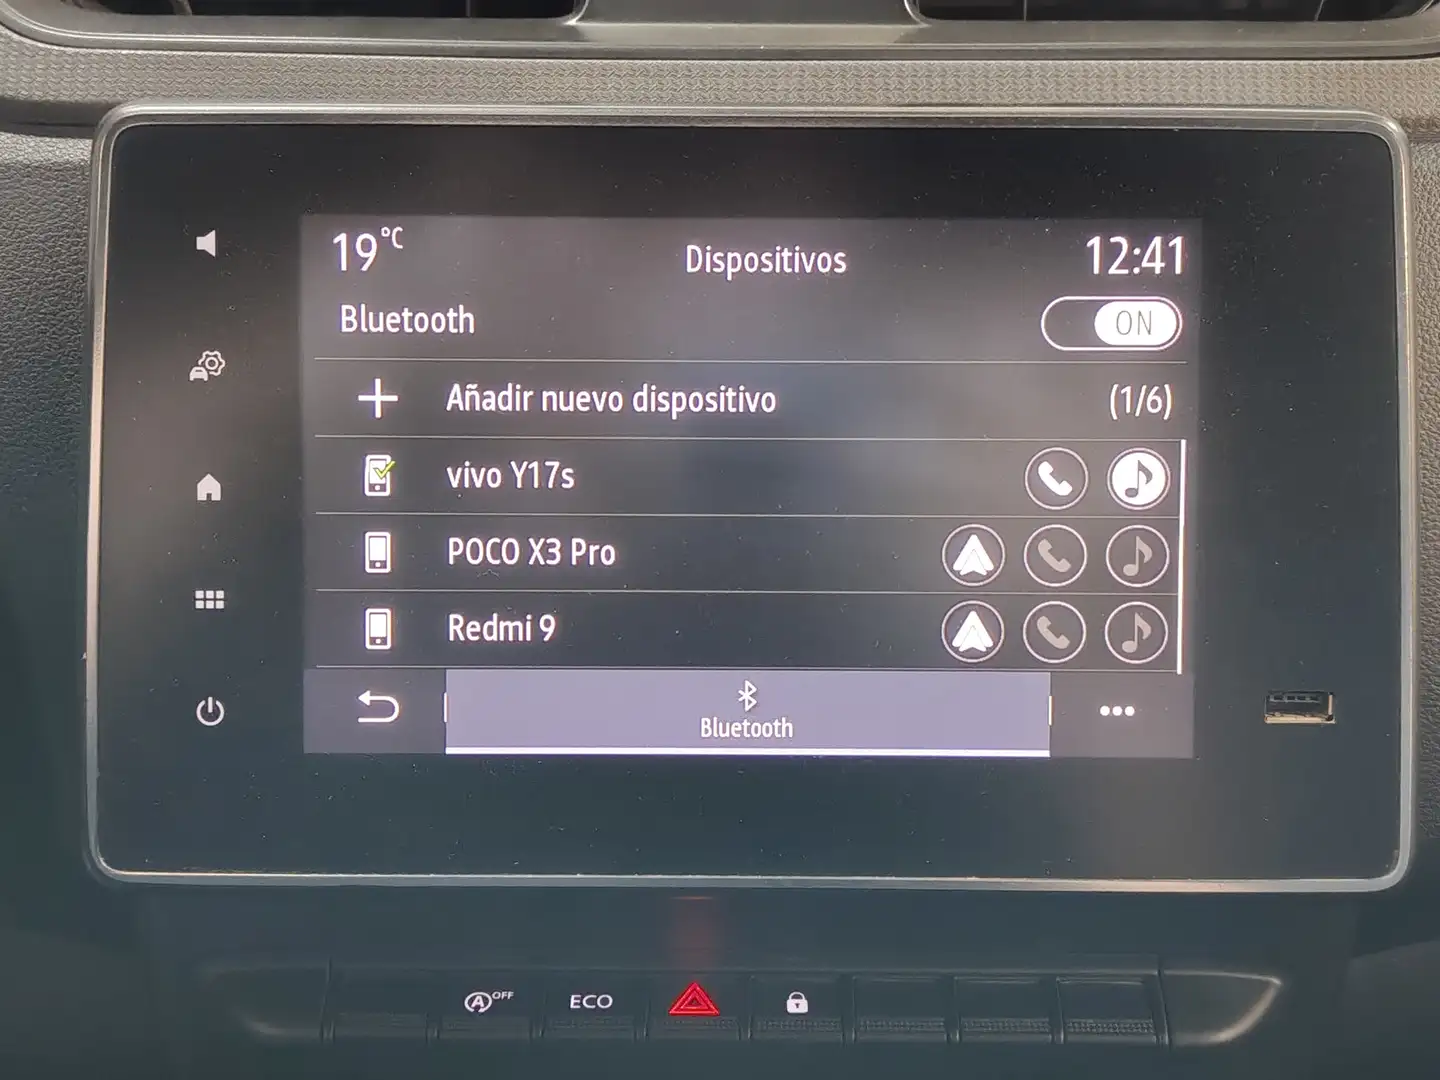 19°C
Dispositivos
12:41
Bluetooth
ON
Añadir nuevo dispositivo
(1/6)
vivo Y17s
POCO X3 Pro
Redmi 9
Bluetooth
A OFF
ECO